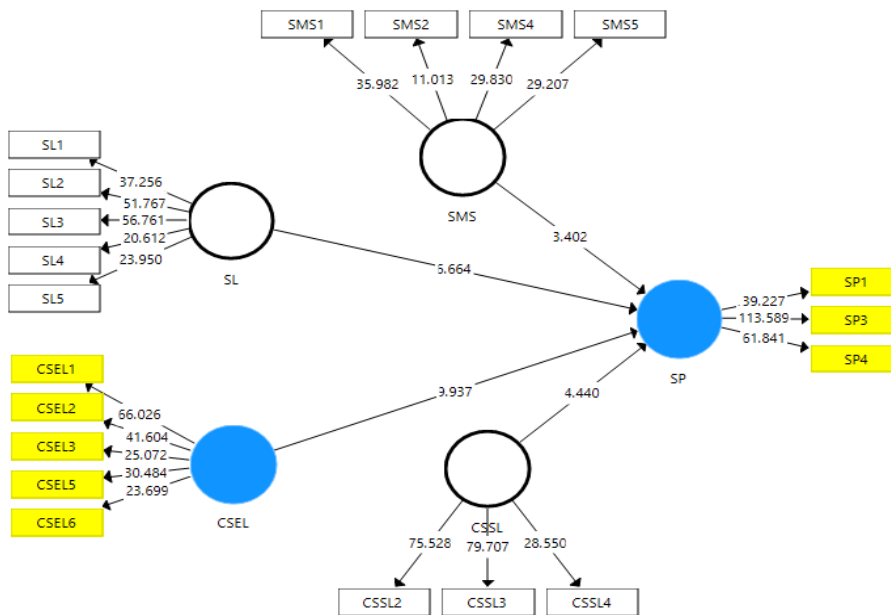 SMS1 SMS2 SMS4 SMS5
35.982 11.013 29.830 29.207
SMS
SL1
SL2
SL3
SL4
SL5
37.256
51.767
56.761
20.612
23.950
SL
3.402
6.664
SP1
SP3
SP4
39.227
113.589
61.841
SP
CSEL1
CSEL2
CSEL3
CSEL5
CSEL6
66.026
41.604
25.072
30.484
23.699
CSEL
9.937
4.440
CSSL
75.528 79.707 28.550
CSSL2 CSSL3 CSSL4